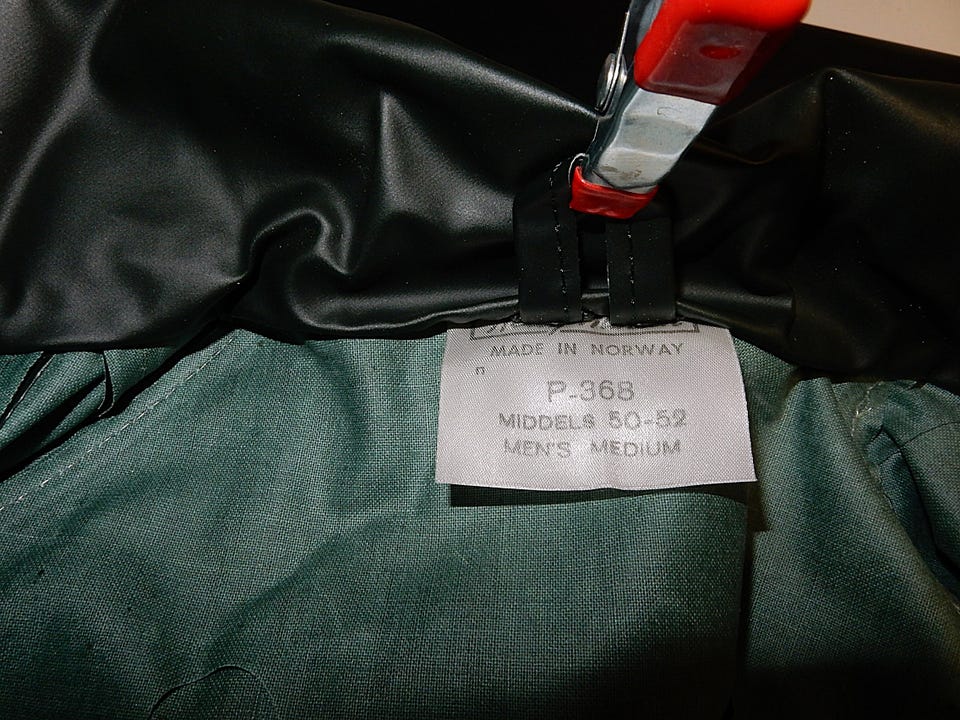 MADE IN NORWAY
P-368
MIDDELS 50-52
MEN'S MEDIUM